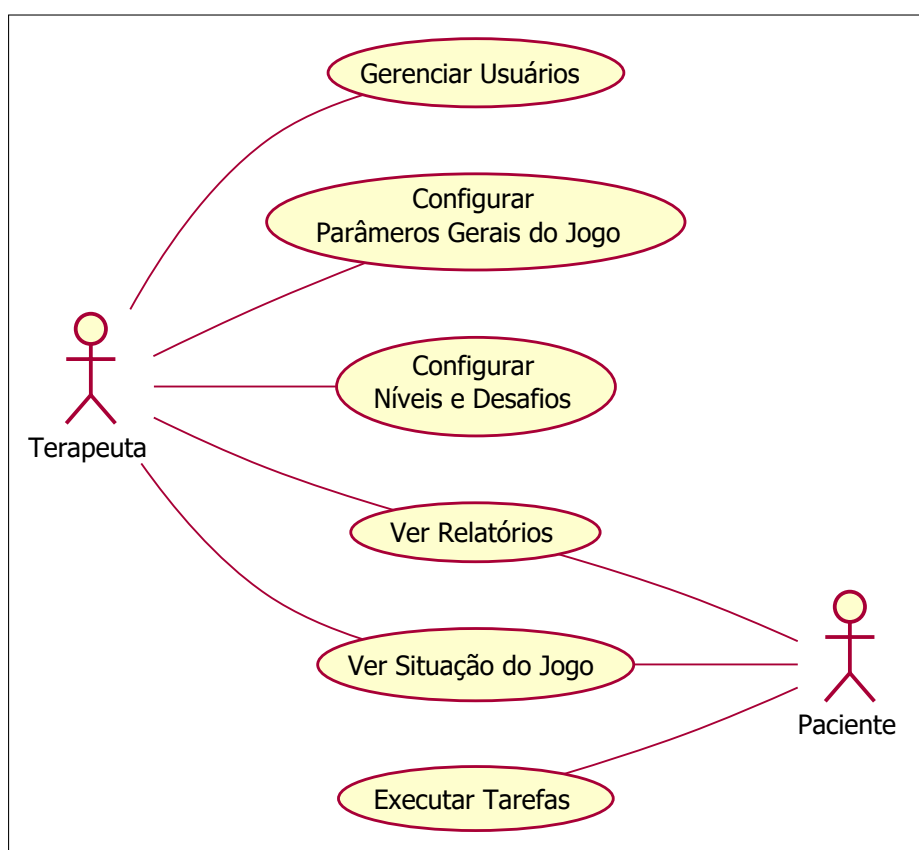 Gerenciar Usuários
Configurar
Parâmeros Gerais do Jogo
Configurar
Níveis e Desafios
Terapeuta
Ver Relatórios
Ver Situação do Jogo
Paciente
Executar Tarefas